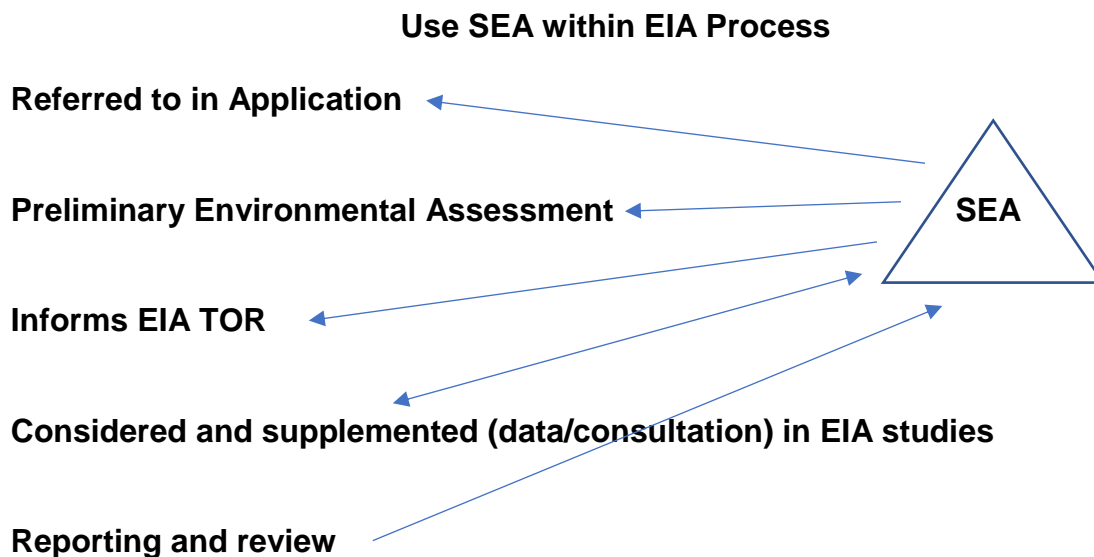 Use SEA within EIA Process
Referred to in Application
Preliminary Environmental Assessment
SEA
Informs EIA TOR
Considered and supplemented (data/consultation) in EIA studies
Reporting and review